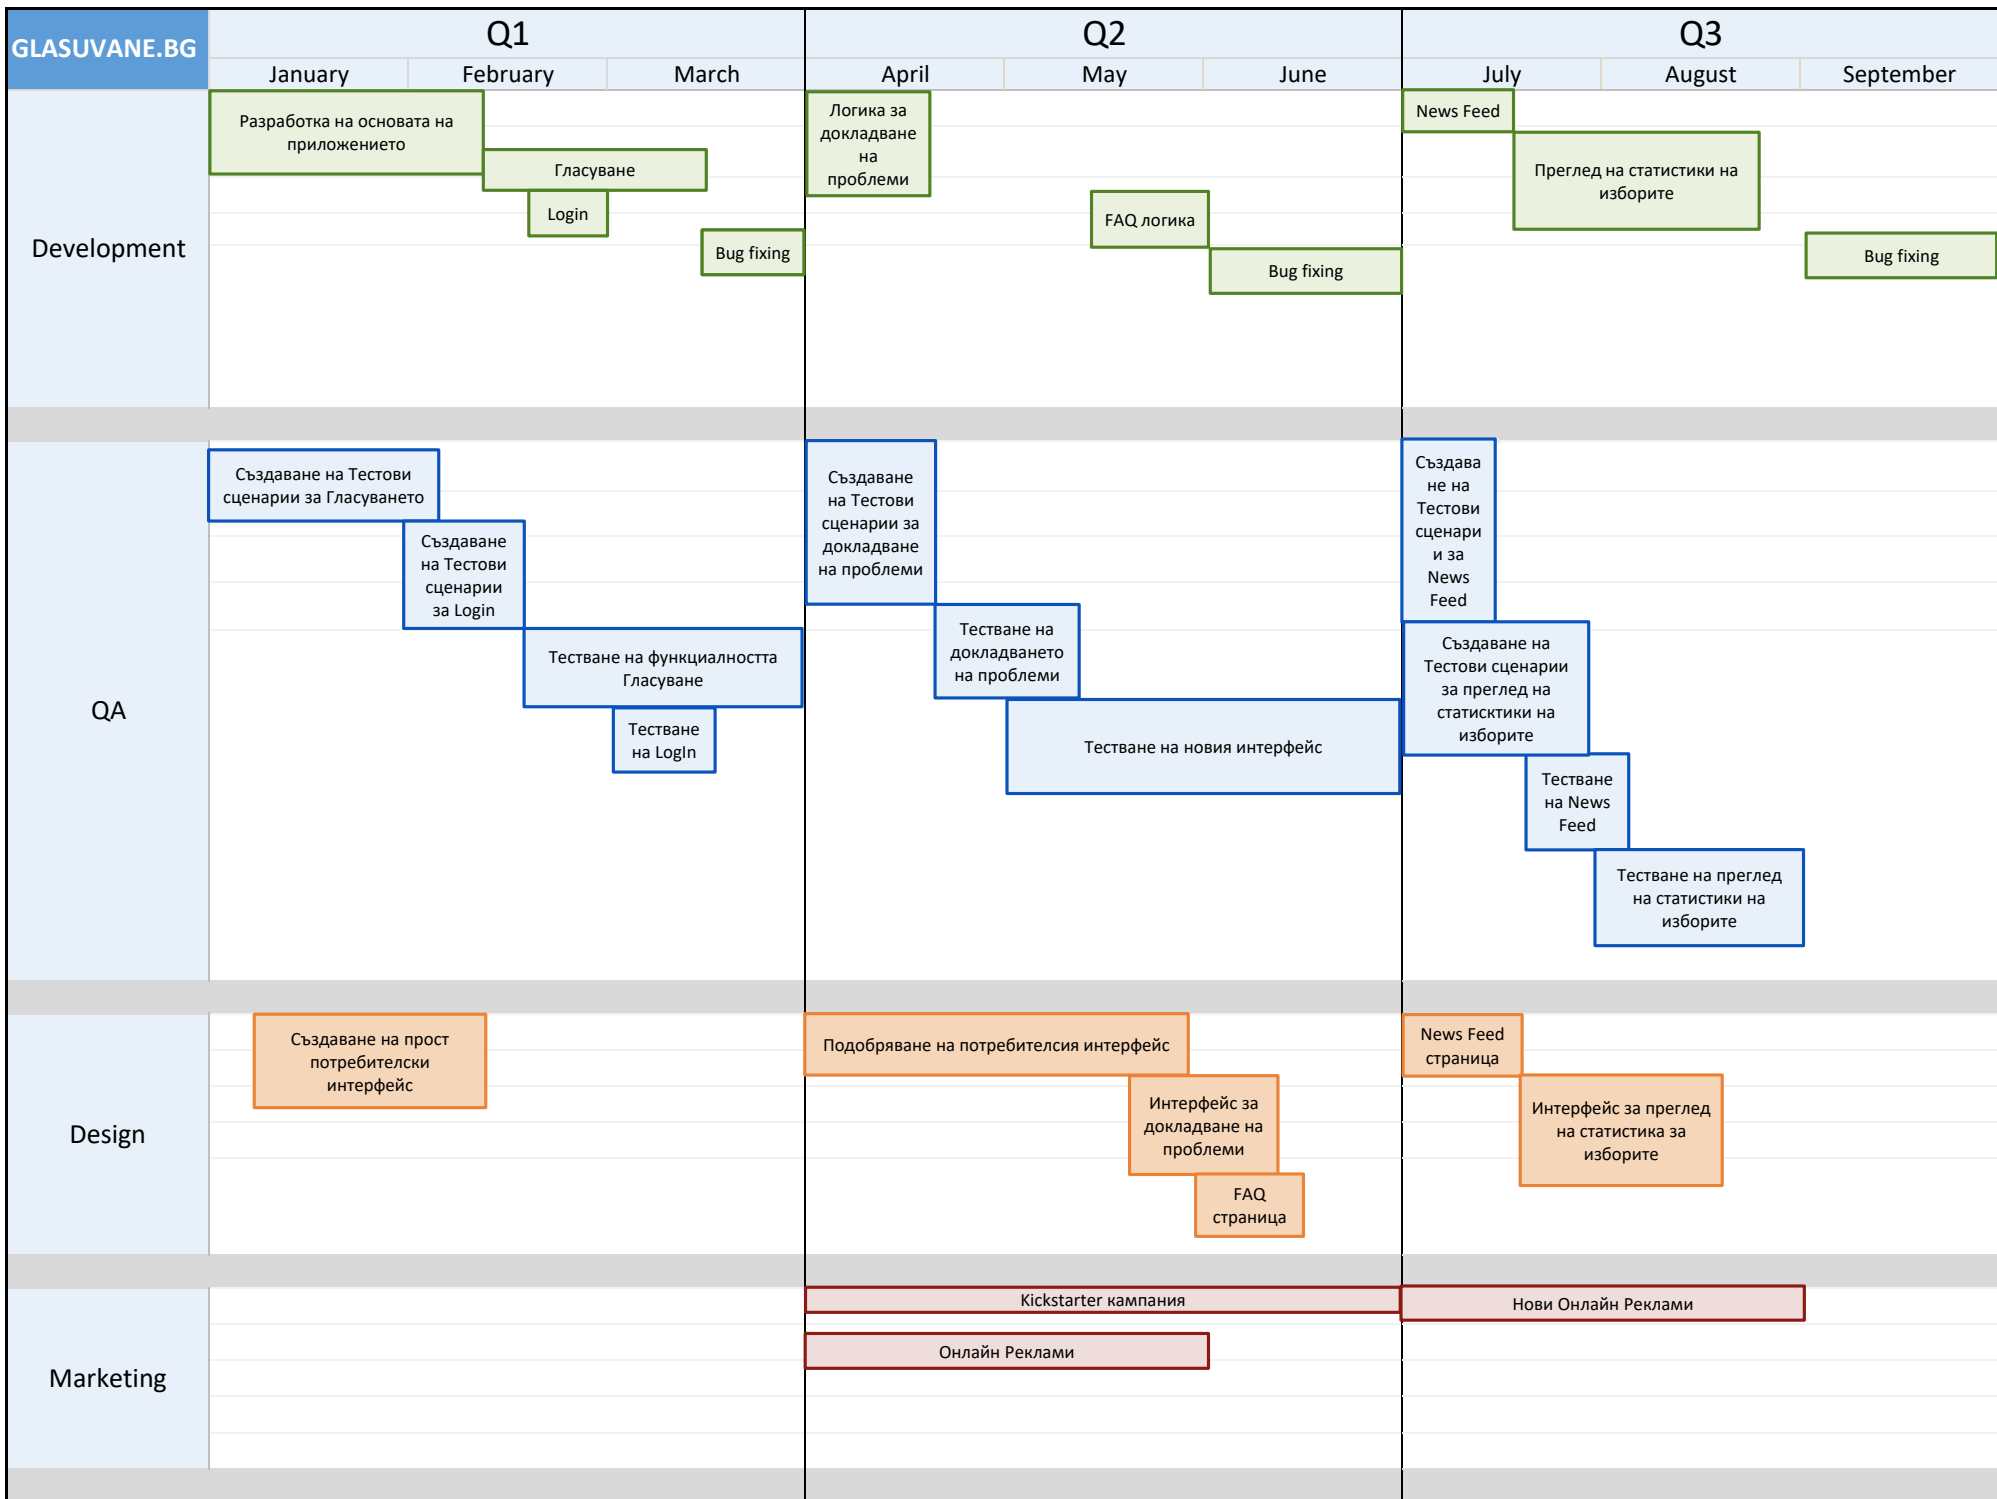 GLASUVANE.BG
Q1
Q2
Q3
January
February
March
April
May
June
July
August
September
Development
Разработка на основата на
приложението
Гласуване
Login
Bug fixing
Логика за
докладване
на
проблеми
FAQ логика
Bug fixing
News Feed
Преглед на статистики на
изборите
Bug fixing
QA
Създаване на Тестови
сценарии за Гласуването
Създаване
на Тестови
сценарии
за Login
Тестване на функциалността
Гласуване
Тестване
на LogIn
Създаване
на Тестови
сценарии за
докладване
на проблеми
Тестване на
докладването
на проблеми
Тестване на новия интерфейс
Създава
не на
Тестови
сценари
и за
News
Feed
Създаване на
Тестови сценарии
за преглед на
статисктики на
изборите
Тестване
на News
Feed
Тестване на преглед
на статистики на
изборите
Design
Създаване на прост
потребителски
интерфейс
Подобряване на потребителсия интерфейс
Интерфейс за
докладване на
проблеми
FAQ
страница
News Feed
страница
Интерфейс за преглед
на статистика за
изборите
Marketing
Kickstarter кампания
Онлайн Реклами
Нови Онлайн Реклами